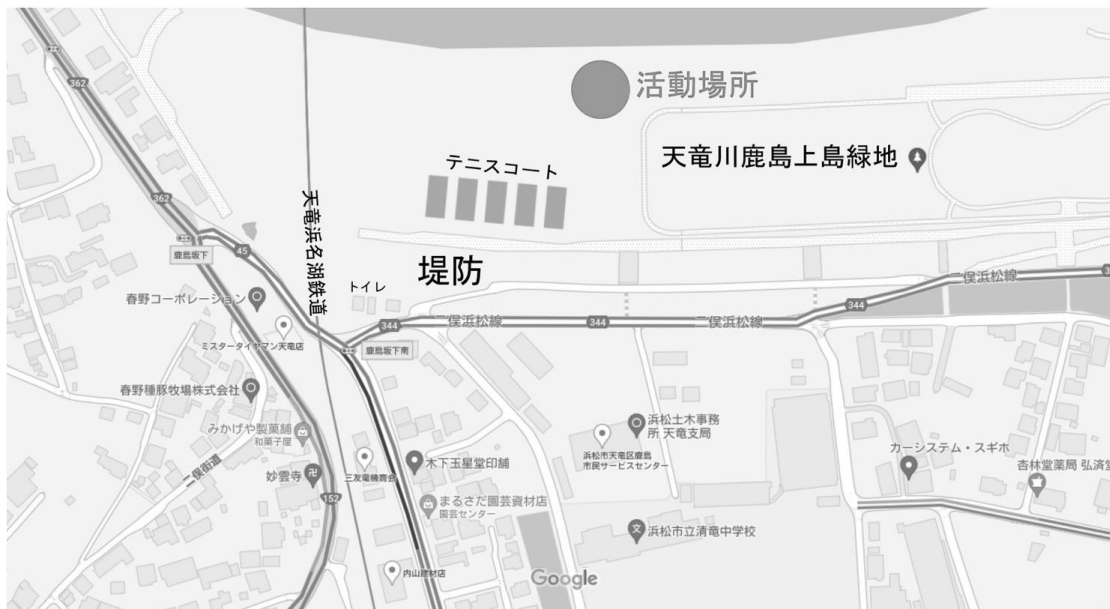 362
活動場所
天竜川鹿島上島緑地
テニスコート
362
天竜浜名湖鉄道
45
鹿島坂下
堤防
トイレ
二俣浜松線
344
344
二俣浜松線
344
二俣浜松線
鹿島坂下南
春野コーポレーション
ミスタータイヤマン天竜店
春野種豚牧場株式会社
みかげや製菓舗
和菓子屋
二俣街道
妙雲寺
152
三友竜機商会
木下玉星堂印舗
まるさだ園芸資材店
園芸センター
内山建材店
浜松市天竜区鹿島
市民サービスセンター
浜松土木事務
所 天竜支局
浜松市立清竜中学校
カーシステム・スギホ
杏林堂薬局 弘済堂
Google